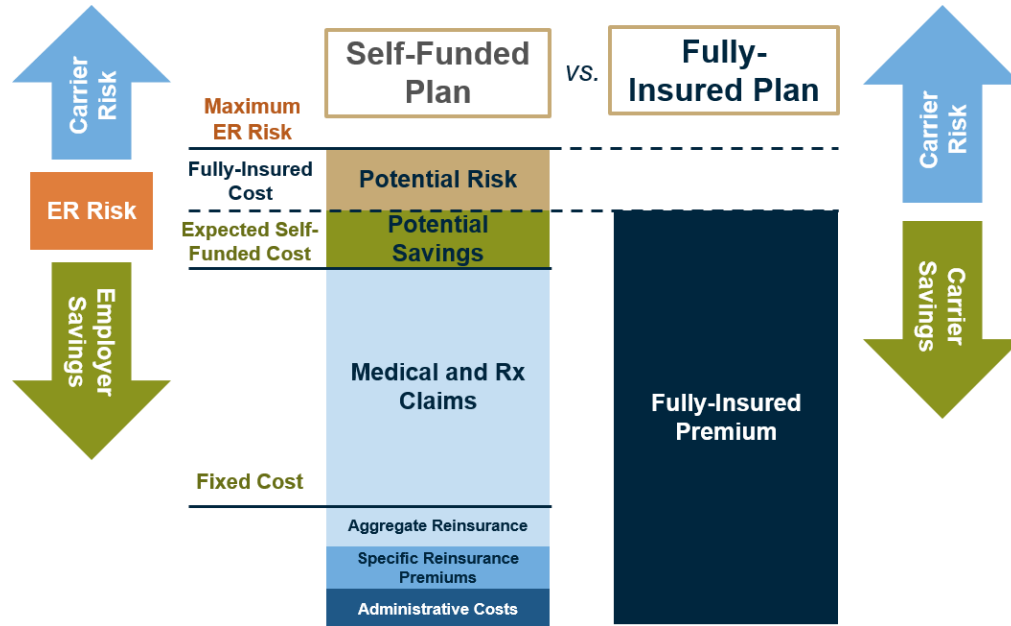 Carrier
Risk
ER Risk
Employer
Savings
Self-Funded
Plan
vs.
Fully-
Insured Plan
Maximum
ER Risk
Fully-Insured
Cost
Expected Self-
Funded Cost
Fixed Cost
Potential Risk
Potential
Savings
Medical and Rx
Claims
Aggregate Reinsurance
Specific Reinsurance
Premiums
Administrative Costs
Fully-Insured
Premium
Carrier
Risk
Carrier
Savings